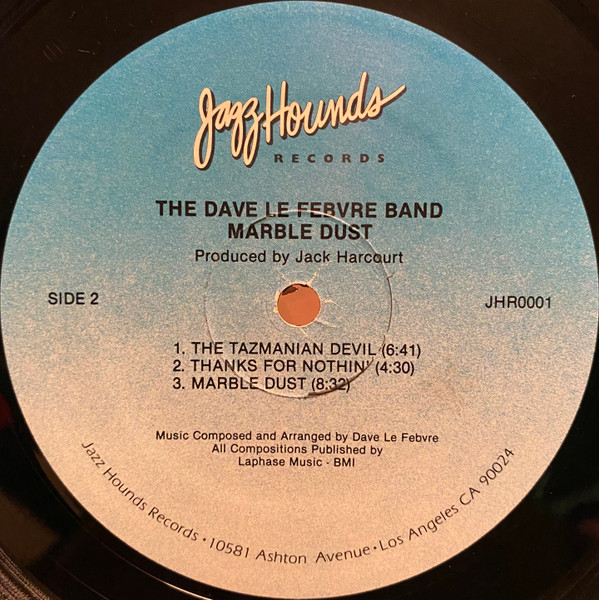 Jazz Hounds
RECORDS
THE DAVE LE FEBVRE BAND
MARBLE DUST
Produced by Jack Harcourt
SIDE 2
JHR0001
1. THE TAZMANIAN DEVIL (6:41)
2. THANKS FOR NOTHIN' (4:30)
3. MARBLE DUST (8:32)
Music Composed and Arranged by Dave Le Febvre
All Compositions Published by
Laphase Music - BMI
Jazz Hounds Records • 10581 Ashton Avenue • Los Angeles CA 90024